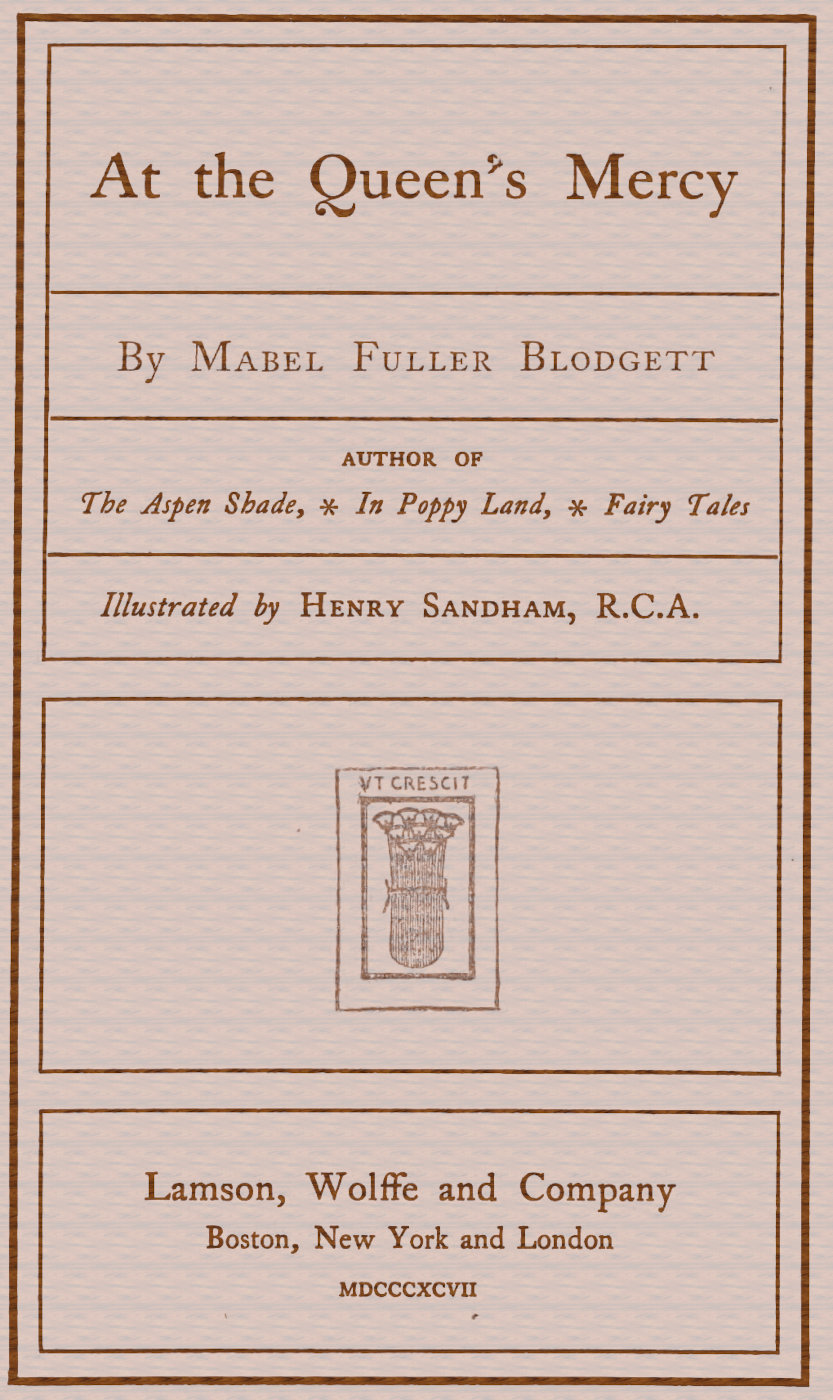 At the Queen's Mercy
By MABEL FULLER BLODGETT
AUTHOR OF
The Aspen Shade, * In Poppy Land, * Fairy Tales
Illustrated by HENRY SANDHAM, R.C.A.
VT CRESCIT
Lamson, Wolffe and Company
Boston, New York and London
MDCCCXCVII